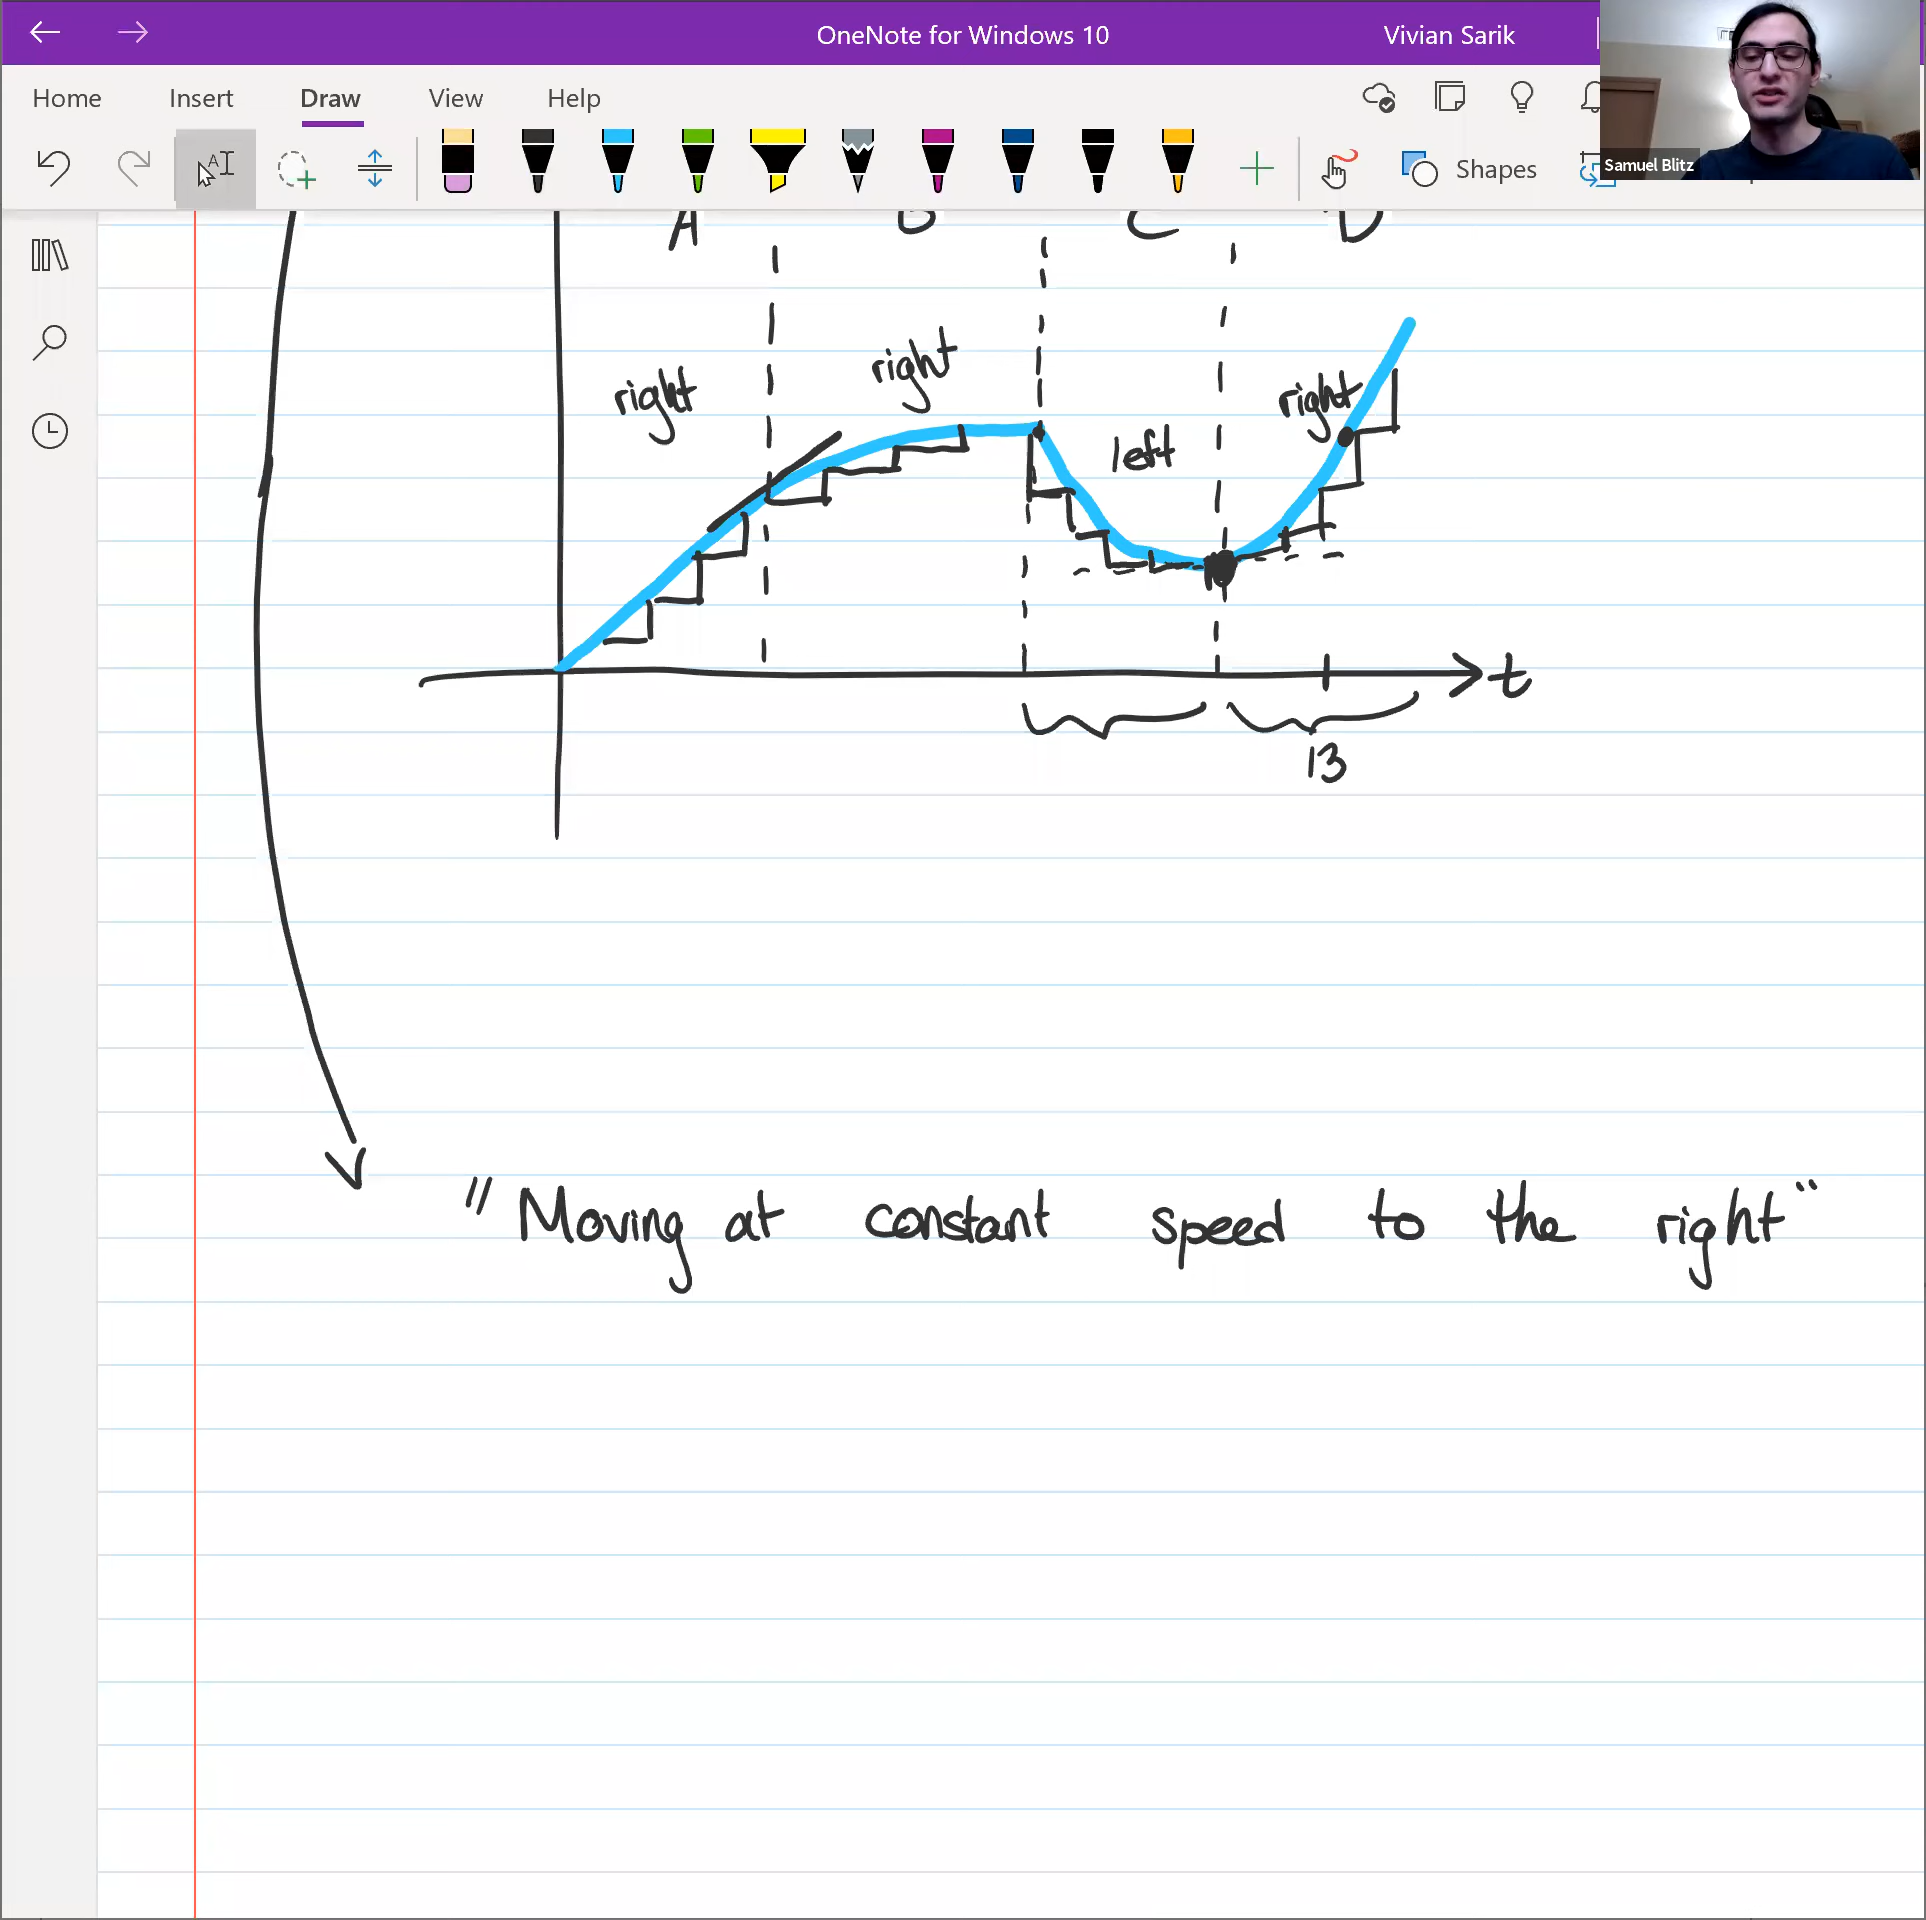 OneNote for Windows 10
Vivian Sarik
Home Insert Draw View Help
Shapes
Samuel Blitz
A B C D
right
right
left
right
t
13
"Moving at constant speed to the right"